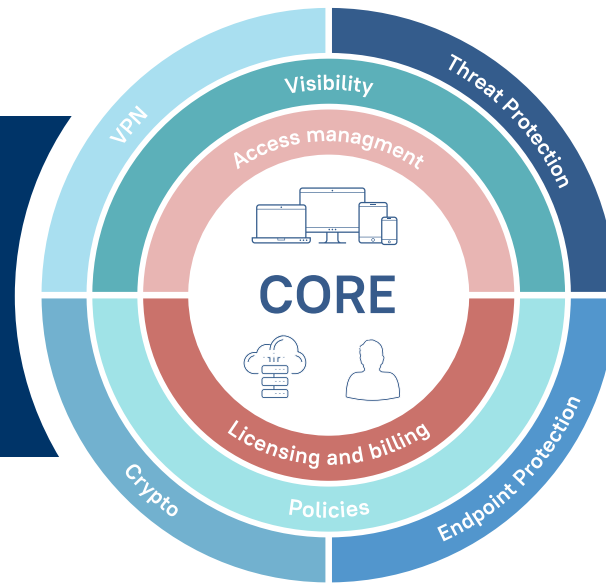 VPN
Threat Protection
Visibility
Access managment
CORE
Licensing and billing
Policies
Crypto
Endpoint Protection